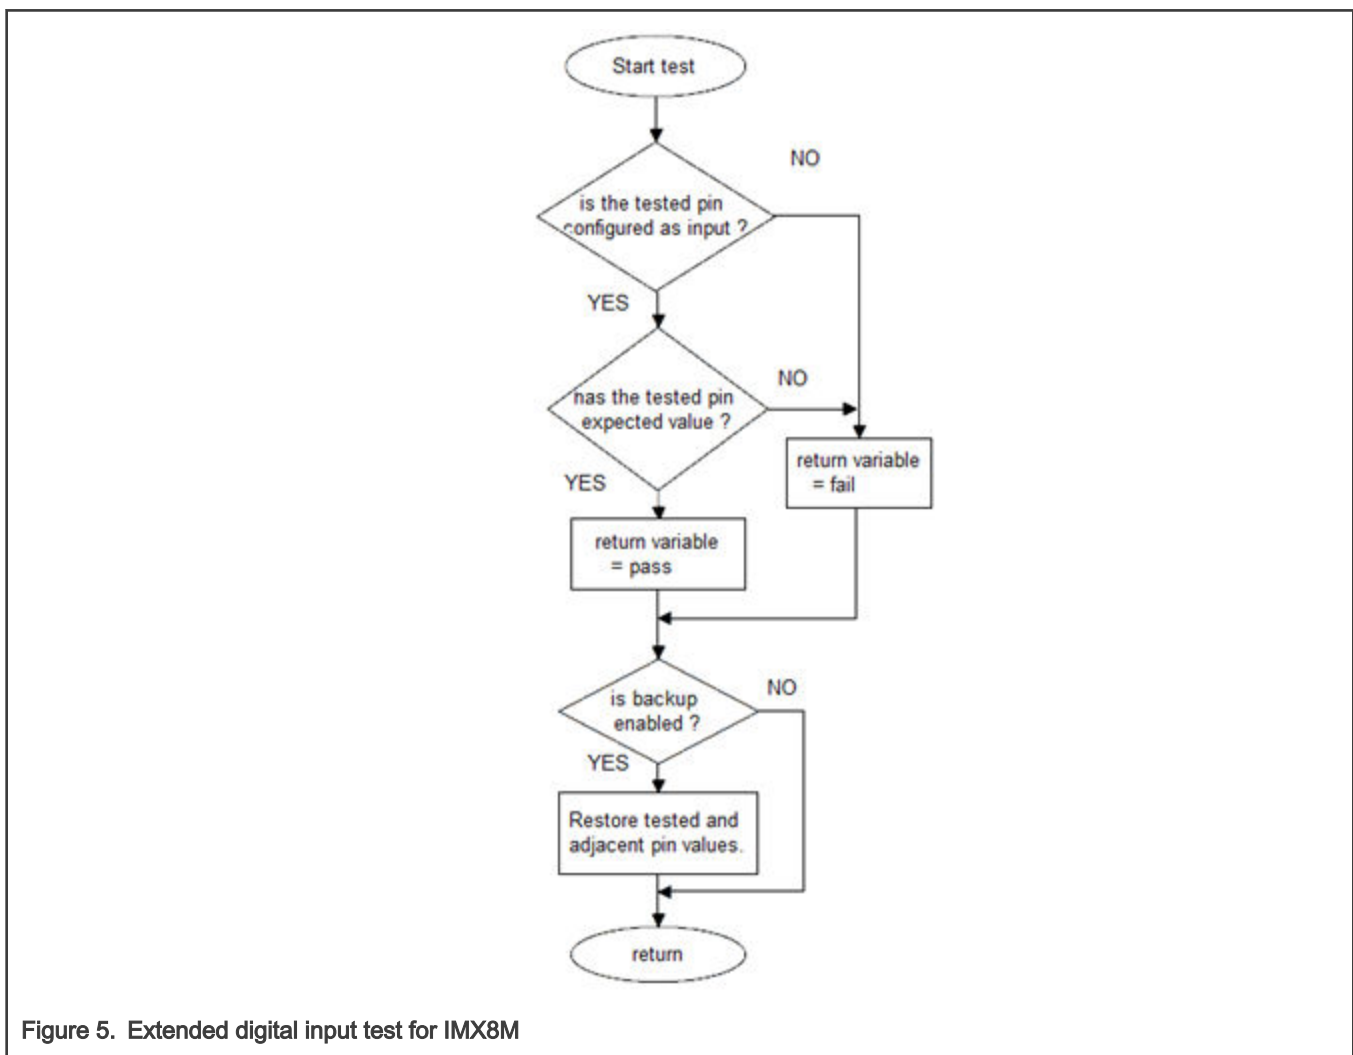 Start test
NO
is the tested pin
configured as input ?
YES
NO
has the tested pin
expected value ?
return variable
= fail
YES
return variable
= pass
NO
is backup
enabled ?
YES
Restore tested and
adjacent pin values.
return
Figure 5. Extended digital input test for IMX8M